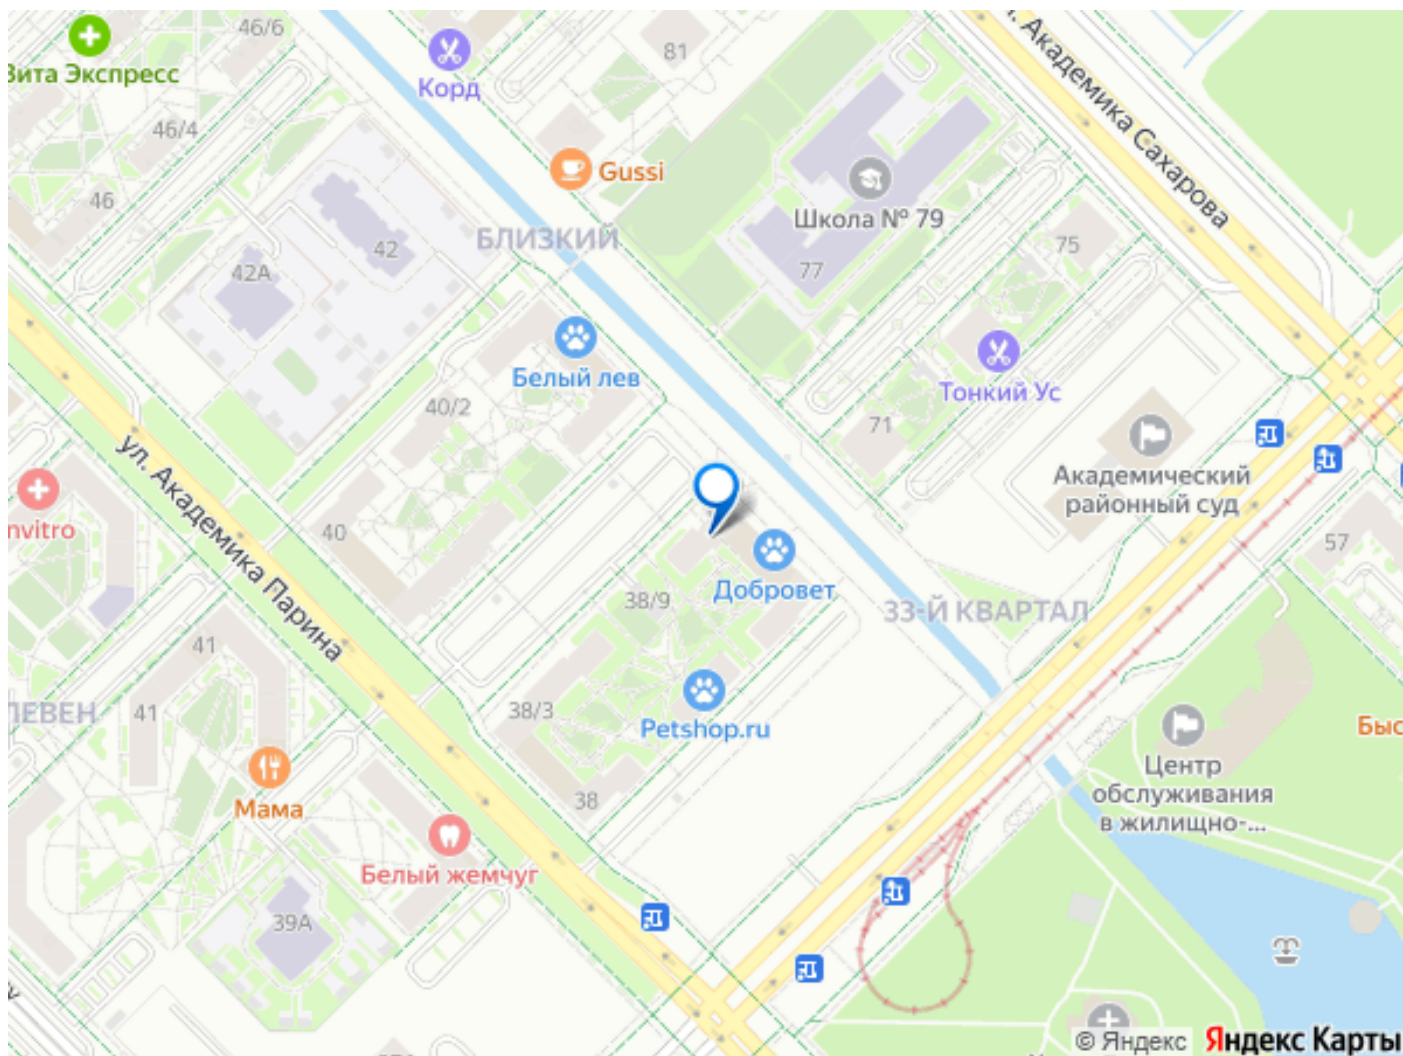 46/6
81
Вита Экспресс
Корд
ул. Академика Сахарова
46/4
Gussi
46
Школа № 79
42
БЛИЗКИЙ
75
42А
77
Белый лев
Тонкий Ус
40/2
71
ул. Академика Парина
Академический
районный суд
nvitro
40
57
Добровет
38/9
33-Й КВАРТАЛ
41
41
38/3
ЛЕВЕН
Petshop.ru
Быс
Центр
обслуживания
в жилищно-...
38
Мама
Белый жемчуг
39А
© Яндекс Яндекс Карты